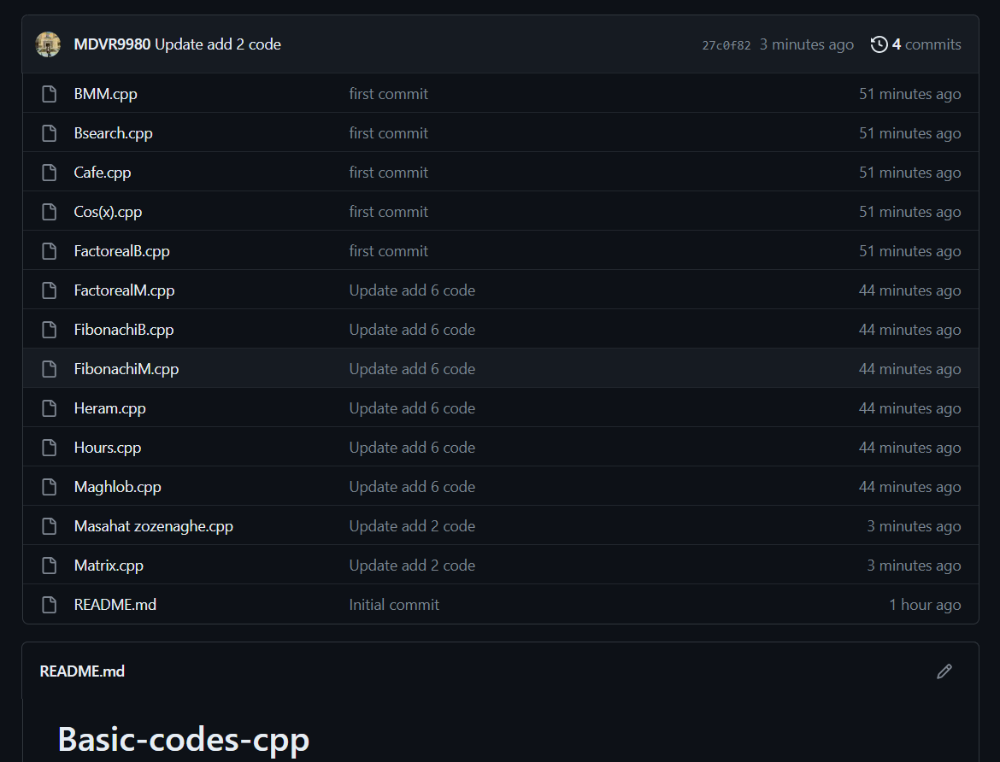 MDVR9980 Update add 2 code 27c0f82 3 minutes ago 4 commits
BMM.cpp first commit 51 minutes ago
Bsearch.cpp first commit 51 minutes ago
Cafe.cpp first commit 51 minutes ago
Cos(x).cpp first commit 51 minutes ago
FactorealB.cpp first commit 51 minutes ago
FactorealM.cpp Update add 6 code 44 minutes ago
FibonachiB.cpp Update add 6 code 44 minutes ago
FibonachiM.cpp Update add 6 code 44 minutes ago
Heram.cpp Update add 6 code 44 minutes ago
Hours.cpp Update add 6 code 44 minutes ago
Maghlob.cpp Update add 6 code 44 minutes ago
Masahat zozenaghe.cpp Update add 2 code 3 minutes ago
Matrix.cpp Update add 2 code 3 minutes ago
README.md Initial commit 1 hour ago
README.md
Basic-codes-cpp